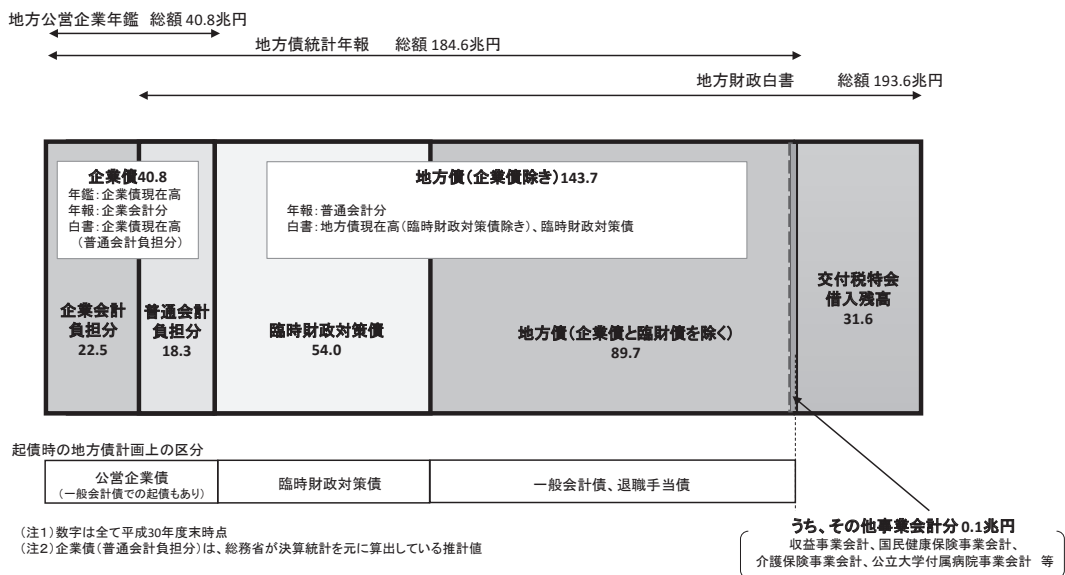 地方公営企業年鑑 総額 40.8兆円
地方債統計年報 総額 184.6兆円
地方財政白書 総額 193.6兆円
企業債40.8
年鑑：企業債現在高
年報：企業会計分
白書：企業債現在高
（普通会計負担分）
地方債（企業債除き）143.7
年報：普通会計分
白書：地方債現在高（臨時財政対策債除き）、臨時財政対策債
企業会計
負担分
22.5
普通会計
負担分
18.3
臨時財政対策債
54.0
地方債（企業債と臨財債を除く）
89.7
交付税特会
借入残高
31.6
起債時の地方債計画上の区分
公営企業債
（一般会計債での起債もあり）
臨時財政対策債
一般会計債、退職手当債
（注1）数字は全て平成30年度末時点
（注2）企業債（普通会計負担分）は、総務省が決算統計を元に算出している推計値
うち、その他事業会計分 0.1兆円
収益事業会計、国民健康保険事業会計、
介護保険事業会計、公立大学付属病院事業会計 等